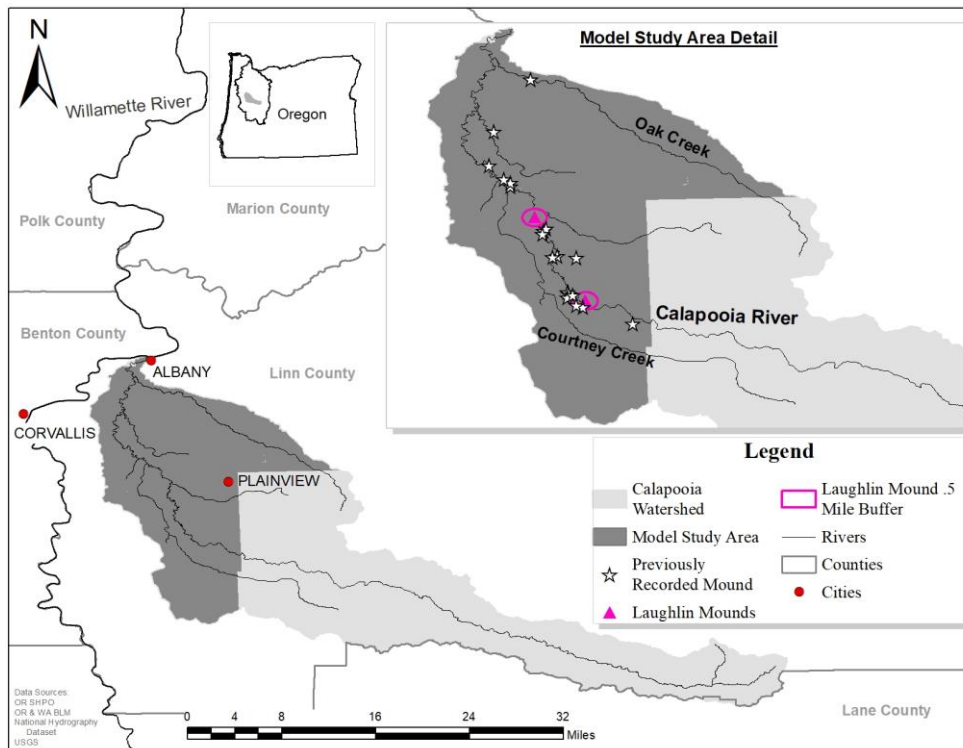 N
Willamette River
Oregon
Polk County
Marion County
Benton County
Linn County
ALBANY
CORVALLIS
PLAINVIEW
Lane County
Model Study Area Detail
Oak Creek
Calapooia River
Courtney Creek
Legend
Calapooia
Watershed
Model Study Area
Previously
Recorded Mound
Laughlin Mounds
Laughlin Mound .5
Mile Buffer
Rivers
Counties
Cities
Data Sources:
OR SHPO
OR & WA BLM
National Hydrography
Dataset
USGS
0 4 8 16 24 32
Miles